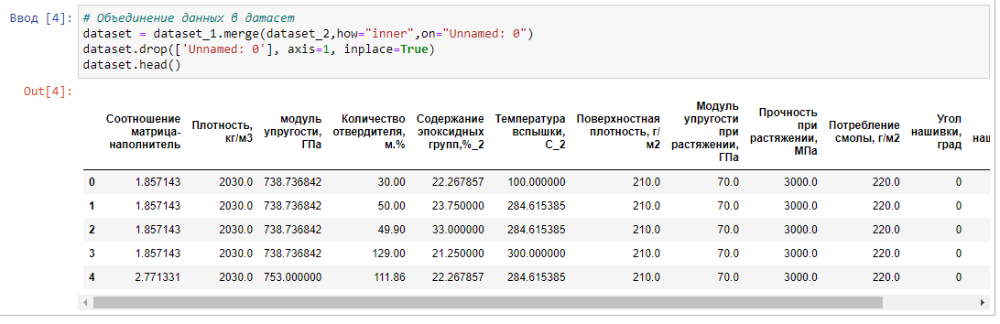 Ввод [4]:
# Объединение данных в датасет
dataset = dataset_1.merge(dataset_2,how="inner",on="Unnamed: 0")
dataset.drop(['Unnamed: 0'], axis=1, inplace=True)
dataset.head()
Out[4]:
Соотношение матрица-наполнитель Плотность, кг/м3 модуль упругости, ГПа Количество отвердителя, м.% Содержание эпоксидных групп,%_2 Температура вспышки, С_2 Поверхностная плотность, г/м2 Модуль упругости при растяжении, ГПа Прочность при растяжении, МПа Потребление смолы, г/м2 Угол нашивки, град наш
0 1.857143 2030.0 738.736842 30.00 22.267857 100.000000 210.0 70.0 3000.0 220.0 0
1 1.857143 2030.0 738.736842 50.00 23.750000 284.615385 210.0 70.0 3000.0 220.0 0
2 1.857143 2030.0 738.736842 49.90 33.000000 284.615385 210.0 70.0 3000.0 220.0 0
3 1.857143 2030.0 738.736842 129.00 21.250000 300.000000 210.0 70.0 3000.0 220.0 0
4 2.771331 2030.0 753.000000 111.86 22.267857 284.615385 210.0 70.0 3000.0 220.0 0